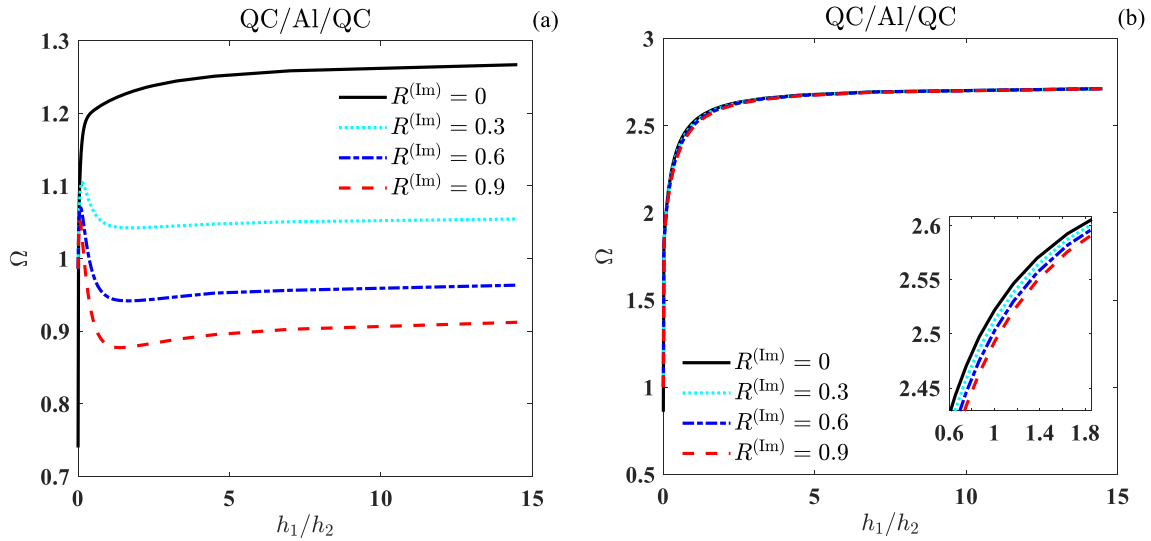 QC/Al/QC
(a)
1.3
1.2
1.1
1
0.9
0.8
0.7
Ω
R^(Im) = 0
R^(Im) = 0.3
R^(Im) = 0.6
R^(Im) = 0.9
0
5
10
15
h₁/h₂
QC/Al/QC
(b)
3
2.5
2
1.5
1
0.5
Ω
2.6
2.55
2.5
2.45
0.6
1
1.4
1.8
R^(Im) = 0
R^(Im) = 0.3
R^(Im) = 0.6
R^(Im) = 0.9
0
5
10
15
h₁/h₂